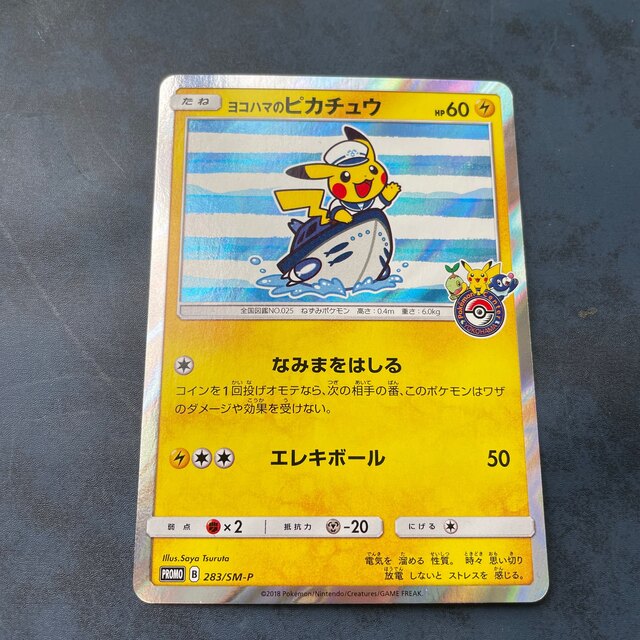 たね ヨコハマのピカチュウ HP60
全国図鑑NO.025 ねずみポケモン 高さ：0.4m 重さ：6.0kg
Pokémon Center
YOKOHAMA
なみまをはしる
コインを1回投げオモテなら、次の相手の番、このポケモンはワザ
のダメージや効果を受けない。
エレキボール 50
弱点 ×2 抵抗力 -20 にげる
Illus.Saya Tsuruta
電気を 溜める 性質。 時々 思い切り
放電 しないと ストレスを 感じる。
PROMO B 283/SM-P
©2018 Pokémon/Nintendo/Creatures/GAME FREAK.